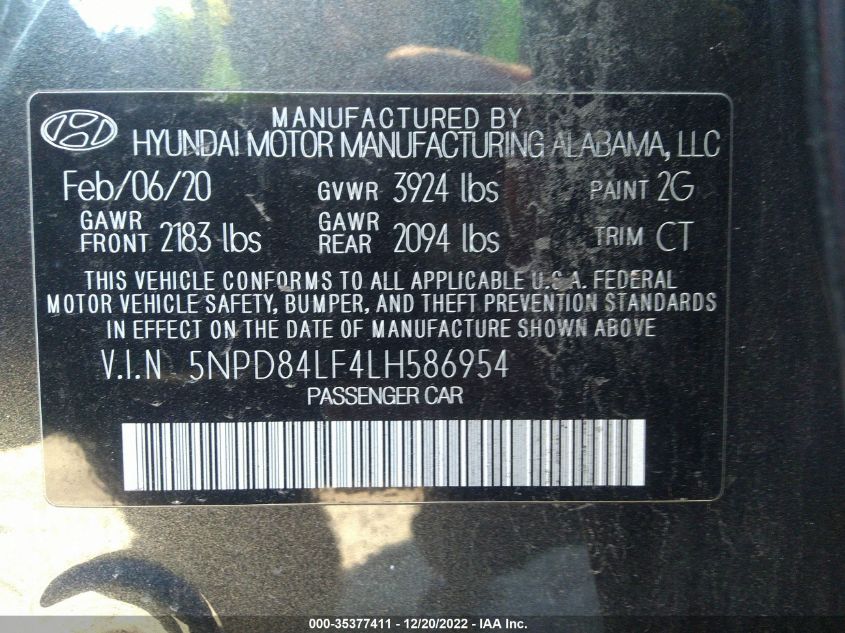 MANUFACTURED BY
HYUNDAI MOTOR MANUFACTURING ALABAMA, LLC
Feb/06/20 GVWR 3924 lbs PAINT 2G
GAWR FRONT 2183 lbs GAWR REAR 2094 lbs TRIM CT
THIS VEHICLE CONFORMS TO ALL APPLICABLE U.S.A. FEDERAL
MOTOR VEHICLE SAFETY, BUMPER, AND THEFT PREVENTION STANDARDS
IN EFFECT ON THE DATE OF MANUFACTURE SHOWN ABOVE
V.I.N 5NPD84LF4LH586954
PASSENGER CAR
000-35377411 - 12/20/2022 - IAA Inc.